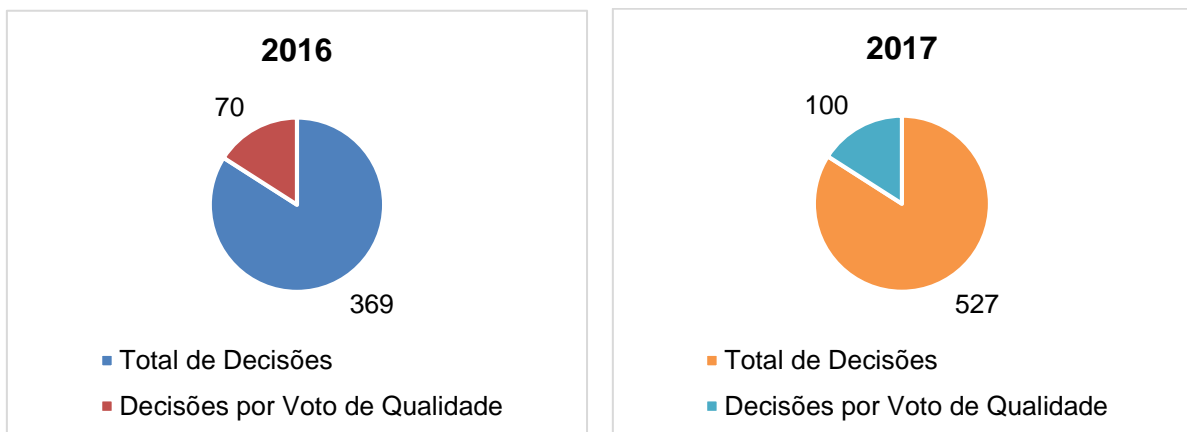 2016
70
369
Total de Decisões
Decisões por Voto de Qualidade
2017
100
527
Total de Decisões
Decisões por Voto de Qualidade